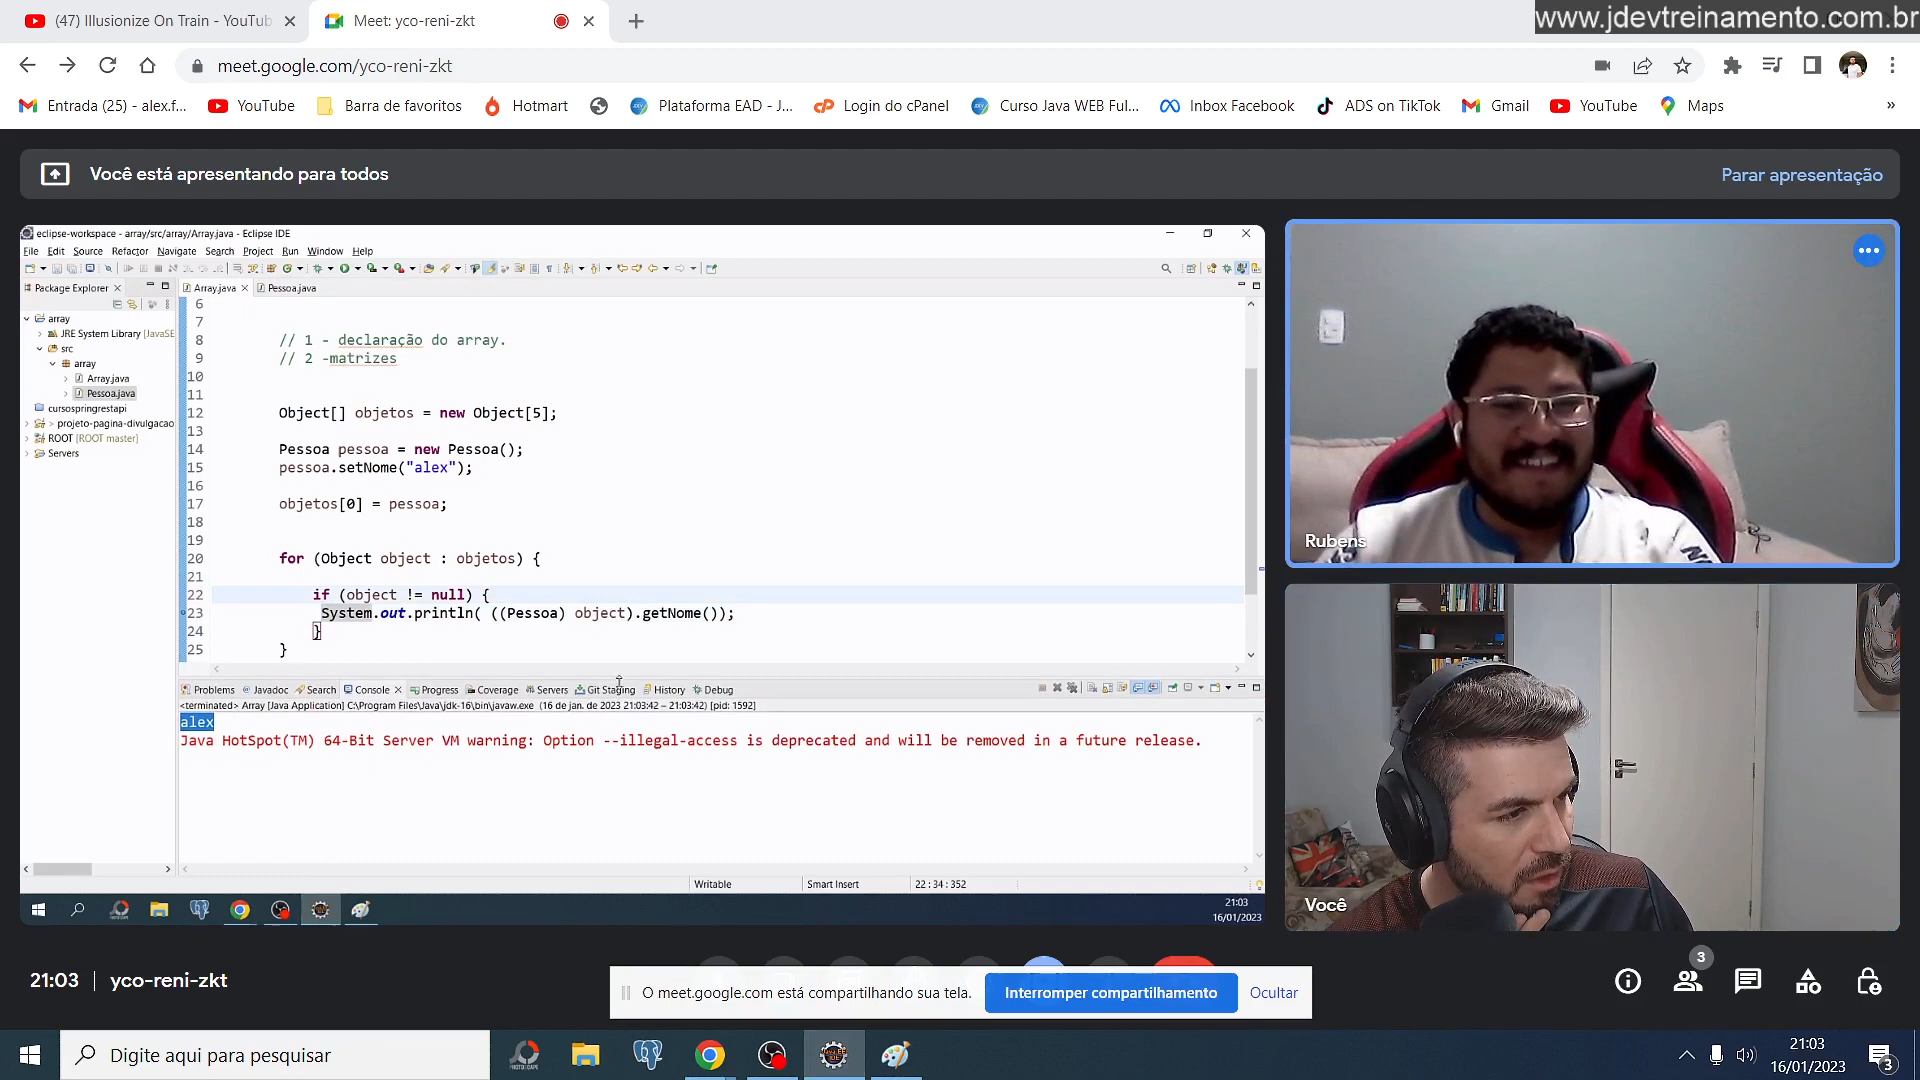 (47) Illusionize On Train - YouTub
Meet: yco-reni-zkt
www.jdevtreinamento.com.br
meet.google.com/yco-reni-zkt
Entrada (25) - alex.f...
YouTube
Barra de favoritos
Hotmart
Plataforma EAD - J...
Login do cPanel
Curso Java WEB Ful...
Inbox Facebook
ADS on TikTok
Gmail
YouTube
Maps
»
Você está apresentando para todos
Parar apresentação
eclipse-workspace - array/src/array/Array.java - Eclipse IDE
File Edit Source Refactor Navigate Search Project Run Window Help
Package Explorer
Array.java
Pessoa.java
array
JRE System Library [JavaSE
src
array
Array.java
Pessoa.java
cursospringrestapi
> projeto-pagina-divulgacao
ROOT [ROOT master]
Servers
6
7
8 // 1 - declaração do array.
9 // 2 -matrizes
10
11
12 Object[] objetos = new Object[5];
13
14 Pessoa pessoa = new Pessoa();
15 pessoa.setNome("alex");
16
17 objetos[0] = pessoa;
18
19
20 for (Object object : objetos) {
21
22 if (object != null) {
23 System.out.println( ((Pessoa) object).getNome());
24 }
25 }
Problems Javadoc Search Console Progress Coverage Servers Git Staging History Debug
<terminated> Array [Java Application] C:\Program Files\Java\jdk-16\bin\javaw.exe (16 de jan. de 2023 21:03:42 – 21:03:42) [pid: 1592]
alex
Java HotSpot(TM) 64-Bit Server VM warning: Option --illegal-access is deprecated and will be removed in a future release.
Writable
Smart Insert
22 : 34 : 352
21:03
16/01/2023
Rubens
Você
21:03 | yco-reni-zkt
O meet.google.com está compartilhando sua tela.
Interromper compartilhamento
Ocultar
3
Digite aqui para pesquisar
21:03
16/01/2023
3